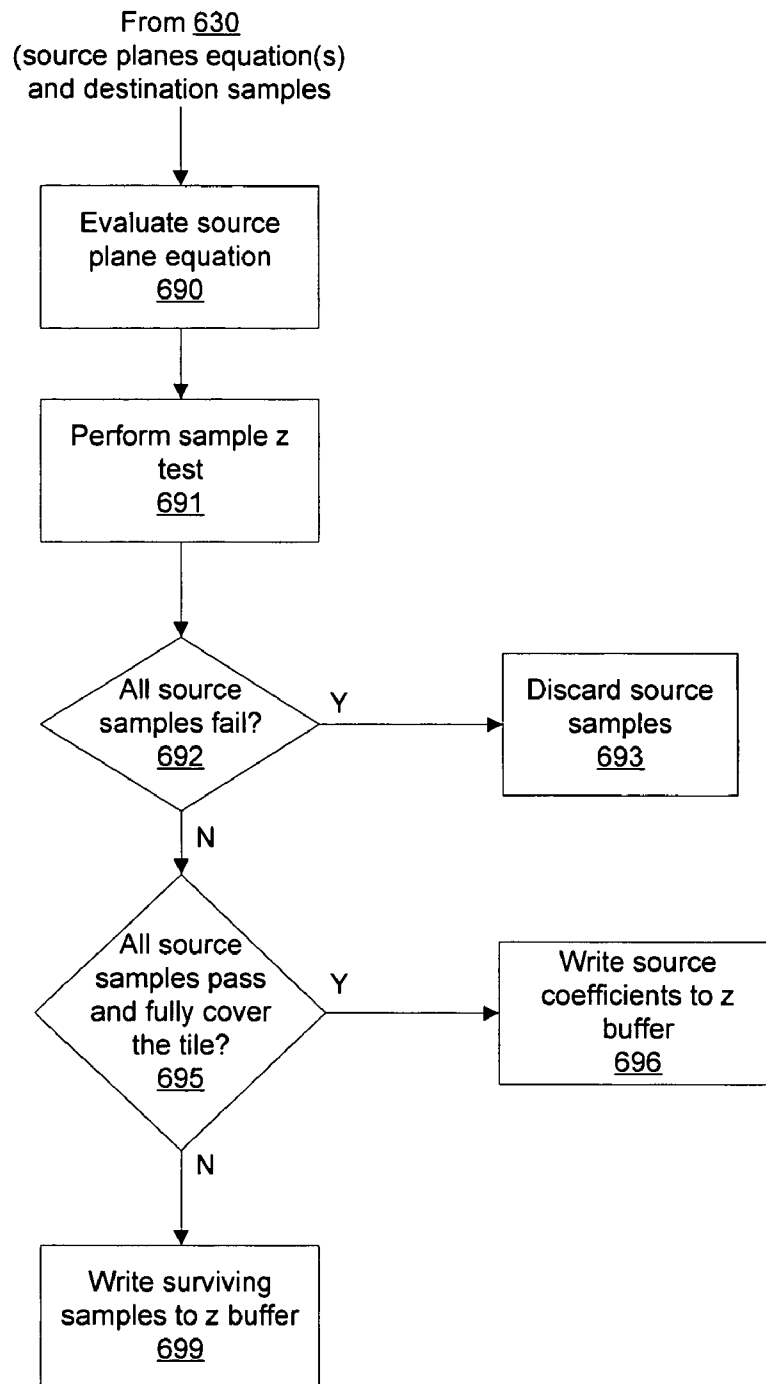 From 630
(source planes equation(s)
and destination samples
Evaluate source
plane equation
690
Perform sample z
test
691
All source
samples fail?
692
Y
Discard source
samples
693
N
All source
samples pass
and fully cover
the tile?
695
Y
Write source
coefficients to z
buffer
696
N
Write surviving
samples to z buffer
699